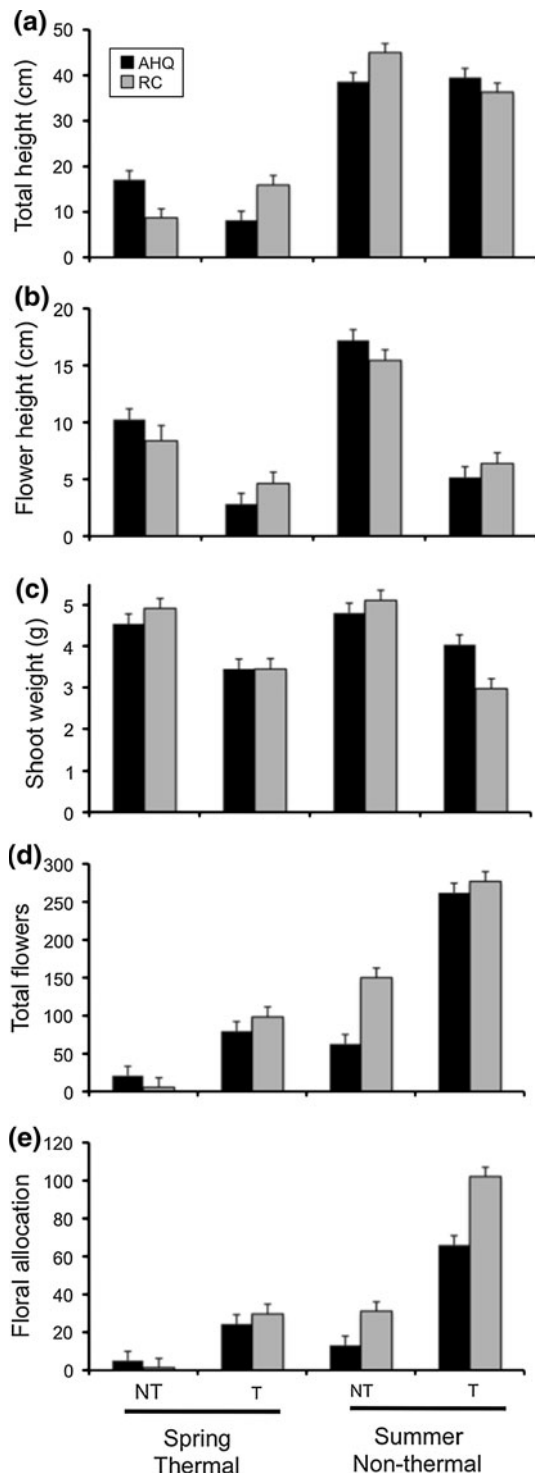 (a)
Total height (cm)
50
40
30
20
10
0
AHQ
RC
(b)
Flower height (cm)
20
15
10
5
0
(c)
Shoot weight (g)
5
4
3
2
1
0
(d)
Total flowers
300
250
200
150
100
50
0
(e)
Floral allocation
120
100
80
60
40
20
0
NT T NT T
Spring Summer
Thermal Non-thermal